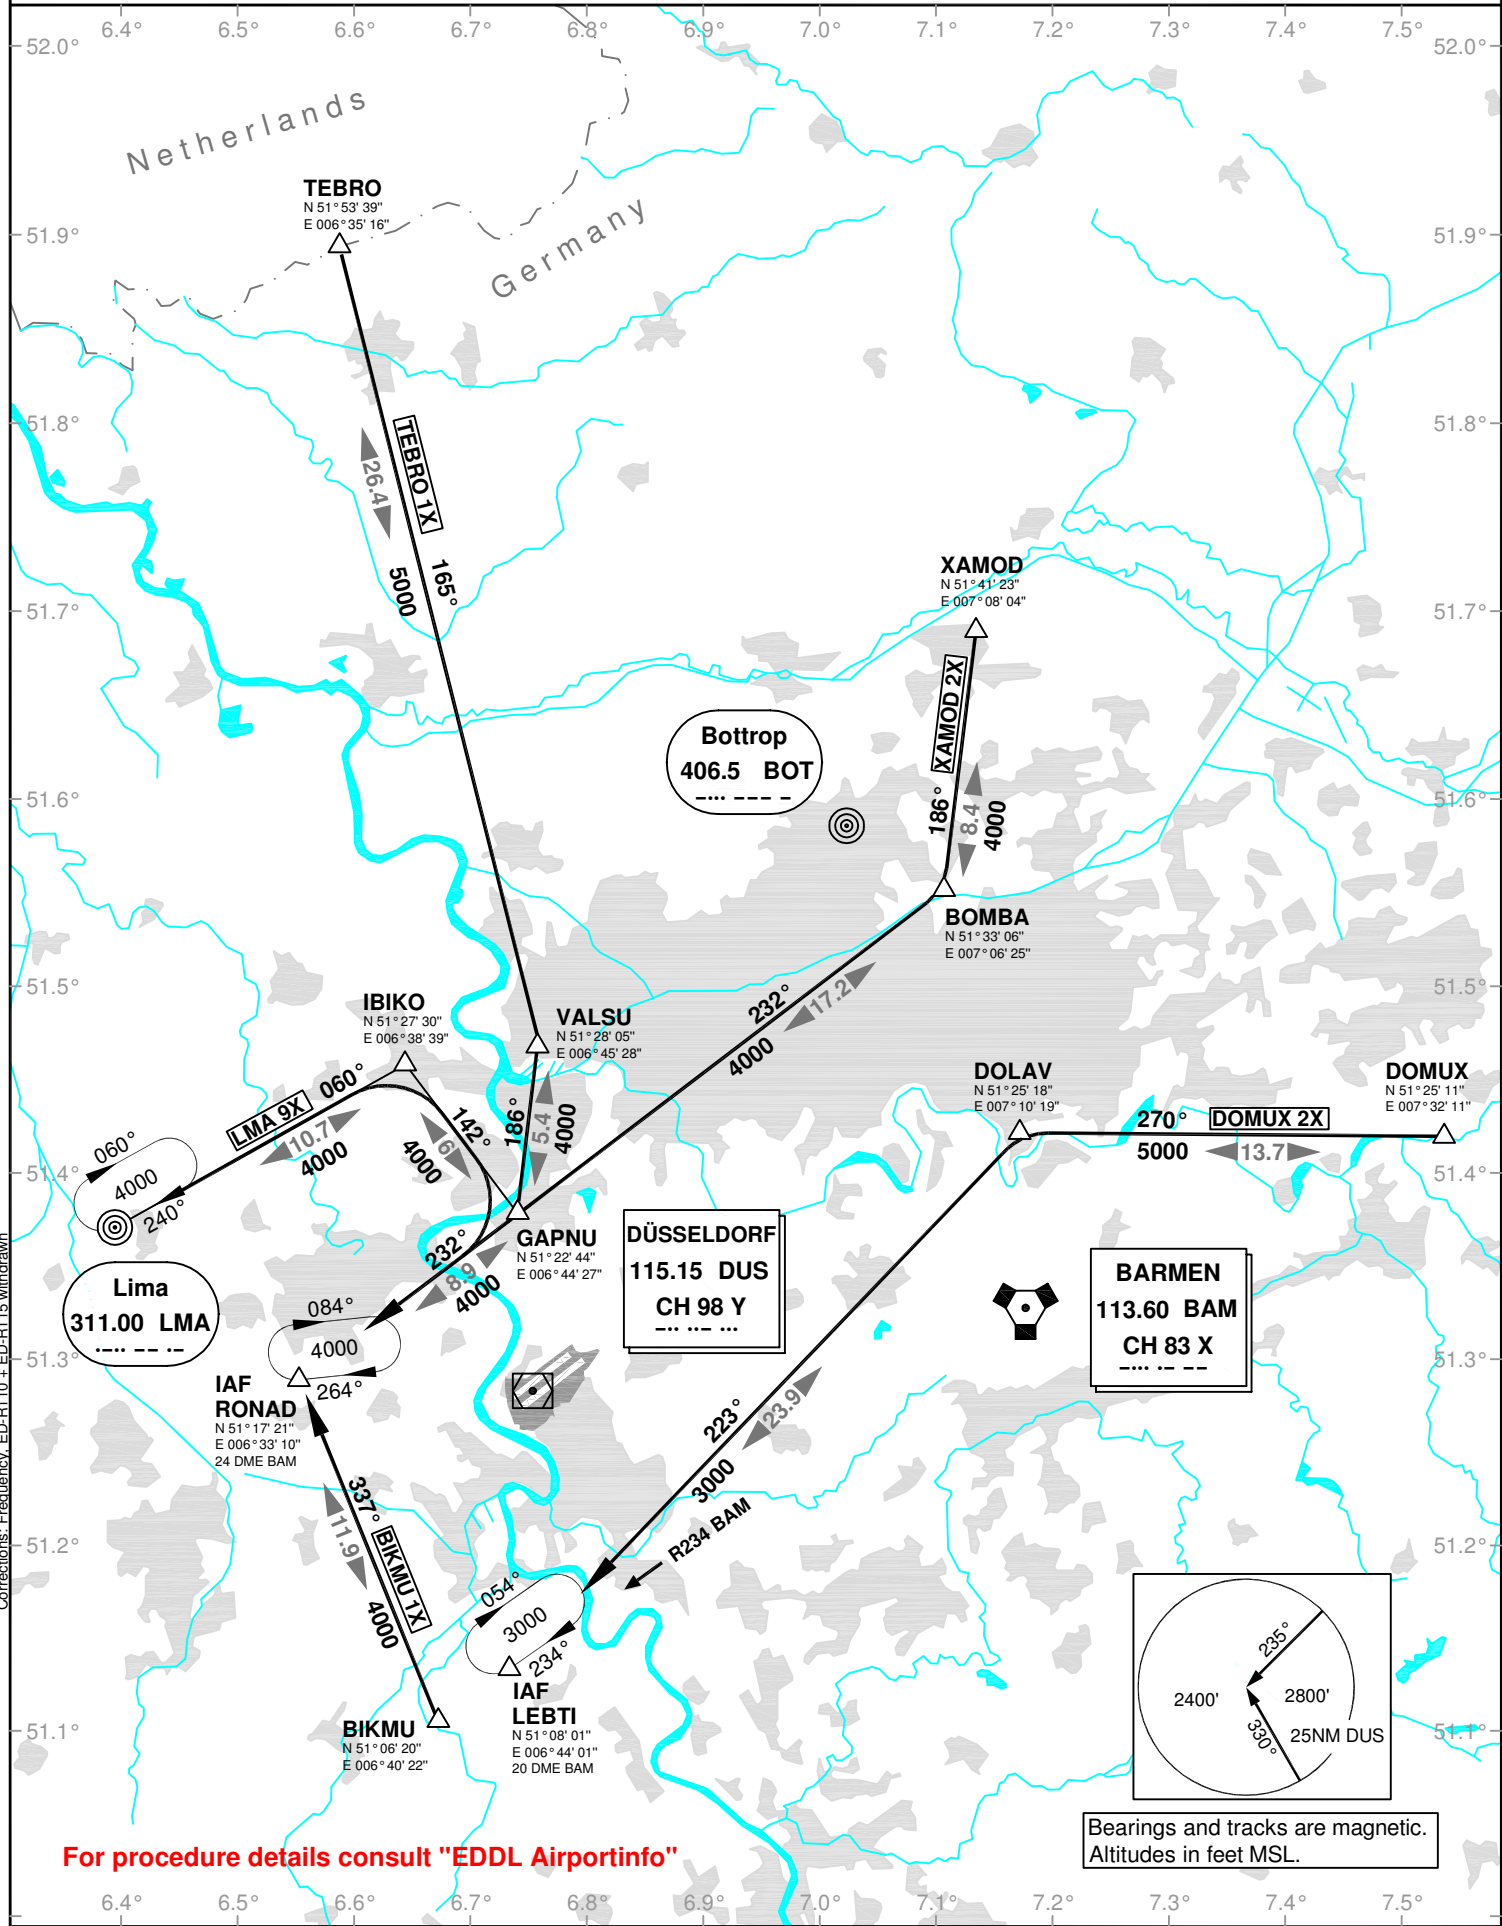 6.4° 6.5° 6.6° 6.7° 6.8° 6.9° 7.0° 7.1° 7.2° 7.3° 7.4° 7.5°
52.0° 52.0°
Netherlands
TEBRO
N 51° 53' 39"
E 006° 35' 16"
Germany
51.9° 51.9°
51.8° 51.8°
TEBRO 1X
26.4
165°
5000
XAMOD
N 51° 41' 23"
E 007° 08' 04"
51.7° 51.7°
XAMOD 2X
Bottrop
406.5 BOT
186°
8.4
4000
51.6° 51.6°
BOMBA
N 51° 33' 06"
E 007° 06' 25"
51.5° 51.5°
232°
17.2
4000
IBIKO
N 51° 27' 30"
E 006° 38' 39"
VALSU
N 51° 28' 05"
E 006° 45' 28"
DOLAV
N 51° 25' 18"
E 007° 10' 19"
DOMUX
N 51° 25' 11"
E 007° 32' 11"
LMA 9X
060°
10.7
4000
142°
6
4000
186°
5.4
4000
270°
DOMUX 2X
5000
13.7
060°
4000
240°
51.4° 51.4°
GAPNU
N 51° 22' 44"
E 006° 44' 27"
232°
8.9
4000
DÜSSELDORF
115.15 DUS
CH 98 Y
BARMEN
113.60 BAM
CH 83 X
Lima
311.00 LMA
084°
4000
264°
51.3° 51.3°
IAF
RONAD
N 51° 17' 21"
E 006° 33' 10"
24 DME BAM
223°
23.9
3000
R234 BAM
337°
BIKMU 1X
11.9
4000
51.2° 51.2°
054°
3000
234°
IAF
LEBTI
N 51° 08' 01"
E 006° 44' 01"
20 DME BAM
BIKMU
N 51° 06' 20"
E 006° 40' 22"
51.1° 51.1°
235°
2400'
2800'
330°
25NM DUS
Bearings and tracks are magnetic.
Altitudes in feet MSL.
For procedure details consult "EDDL Airportinfo"
6.4° 6.5° 6.6° 6.7° 6.8° 6.9° 7.0° 7.1° 7.2° 7.3° 7.4° 7.5°
Corrections: Frequency, ED-R110 + ED-R115 withdrawn